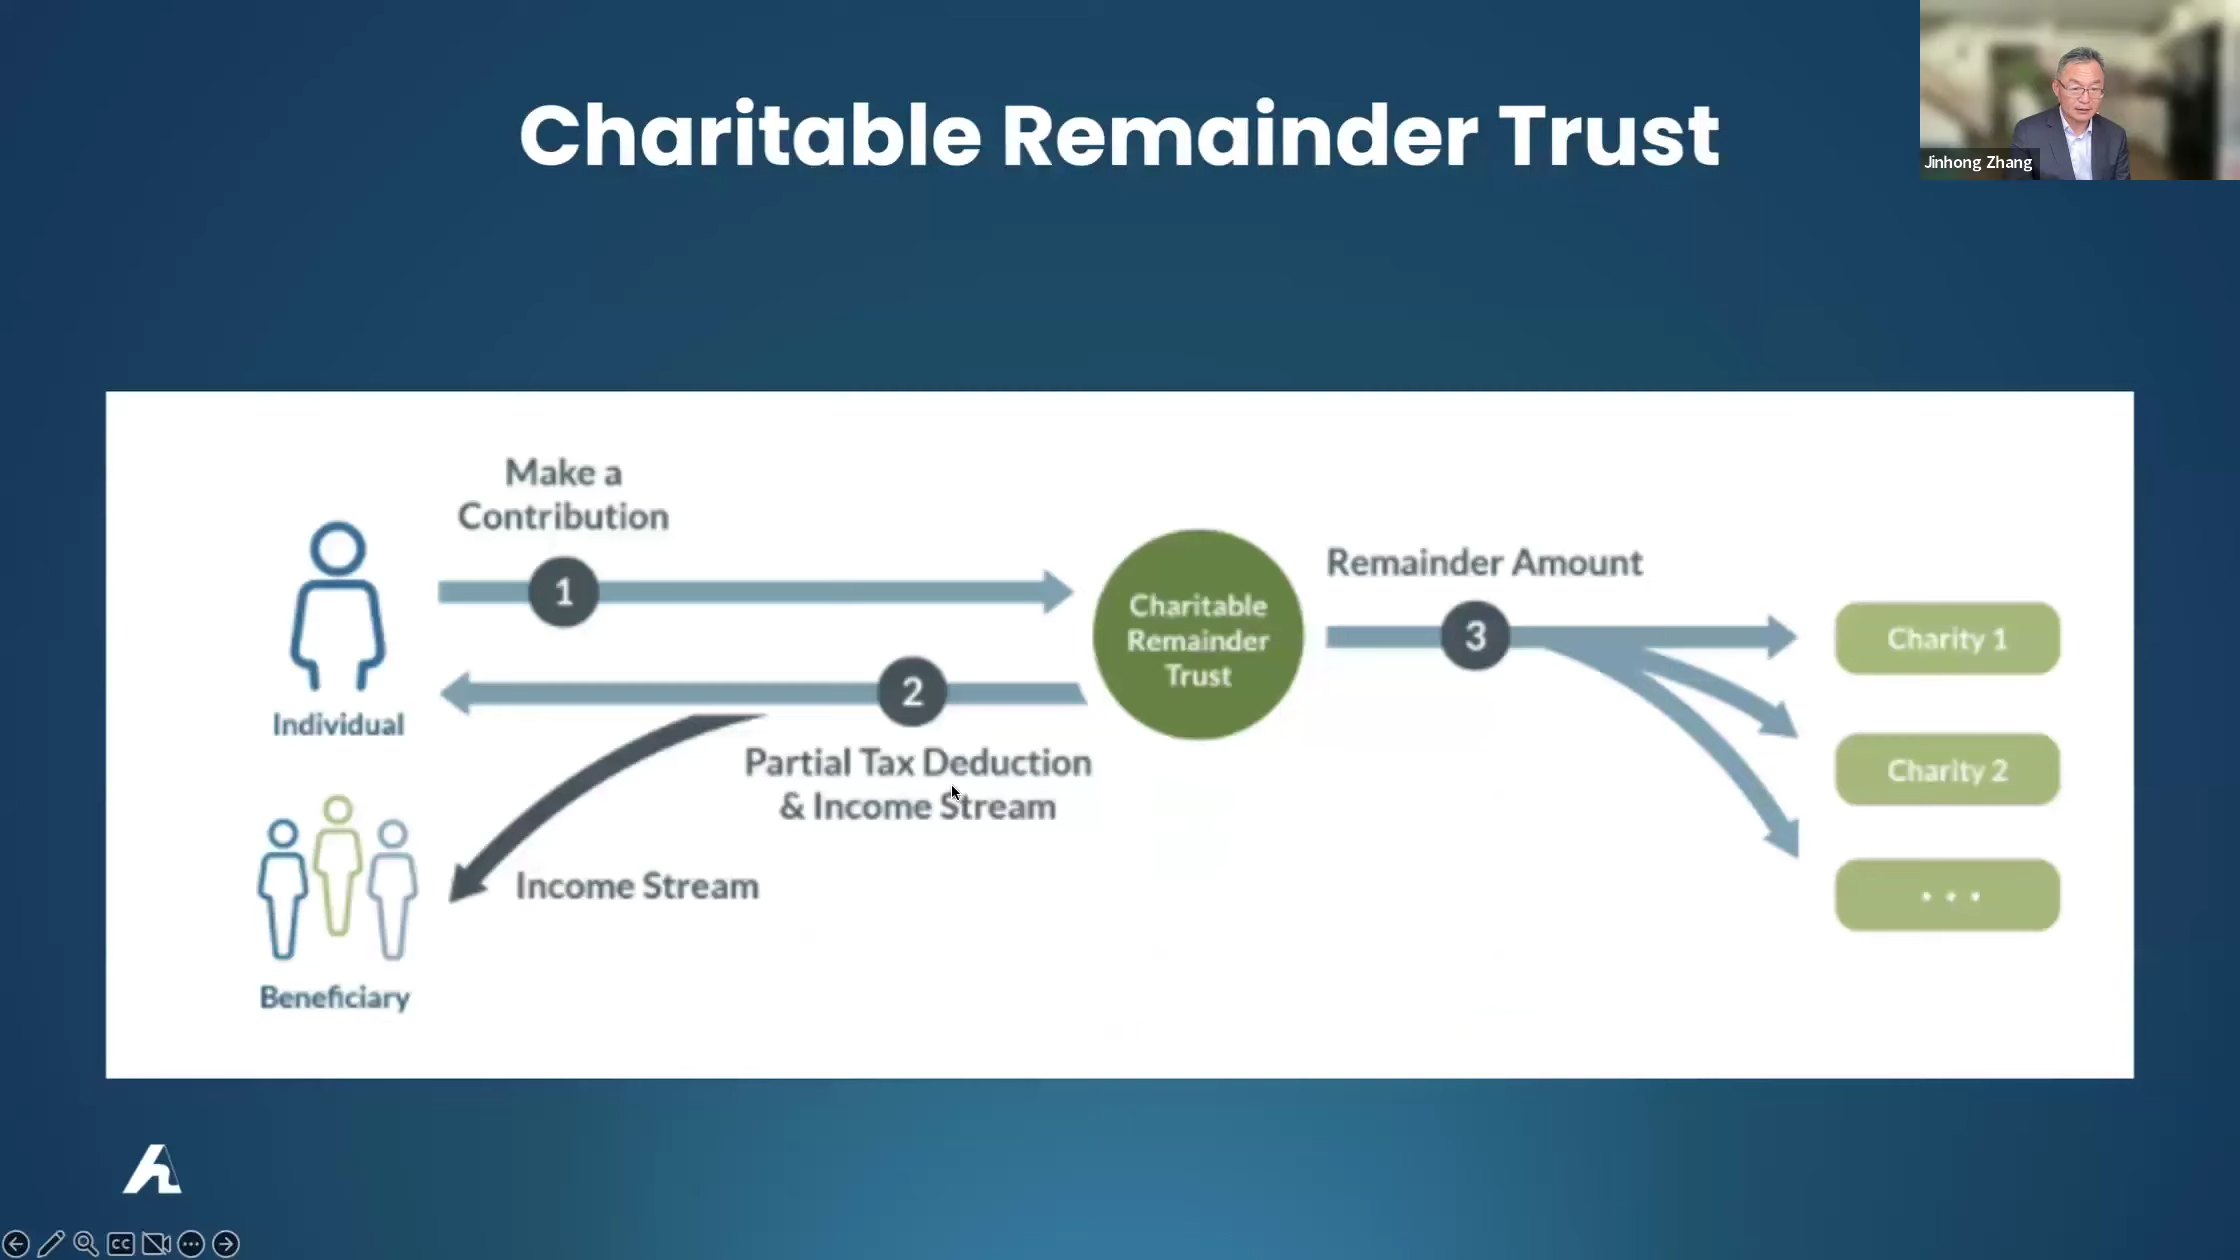 Charitable Remainder Trust
Jinhong Zhang
Make a
Contribution
1
Individual
2
Partial Tax Deduction
& Income Stream
Income Stream
Beneficiary
Charitable
Remainder
Trust
Remainder Amount
3
Charity 1
Charity 2
• • •
CC